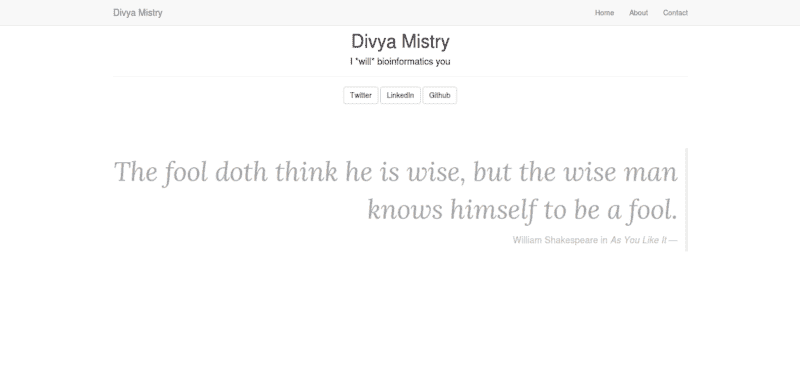 Divya Mistry Home About Contact
Divya Mistry
I *will* bioinformatics you
Twitter LinkedIn Github
The fool doth think he is wise, but the wise man
knows himself to be a fool.
William Shakespeare in As You Like It —